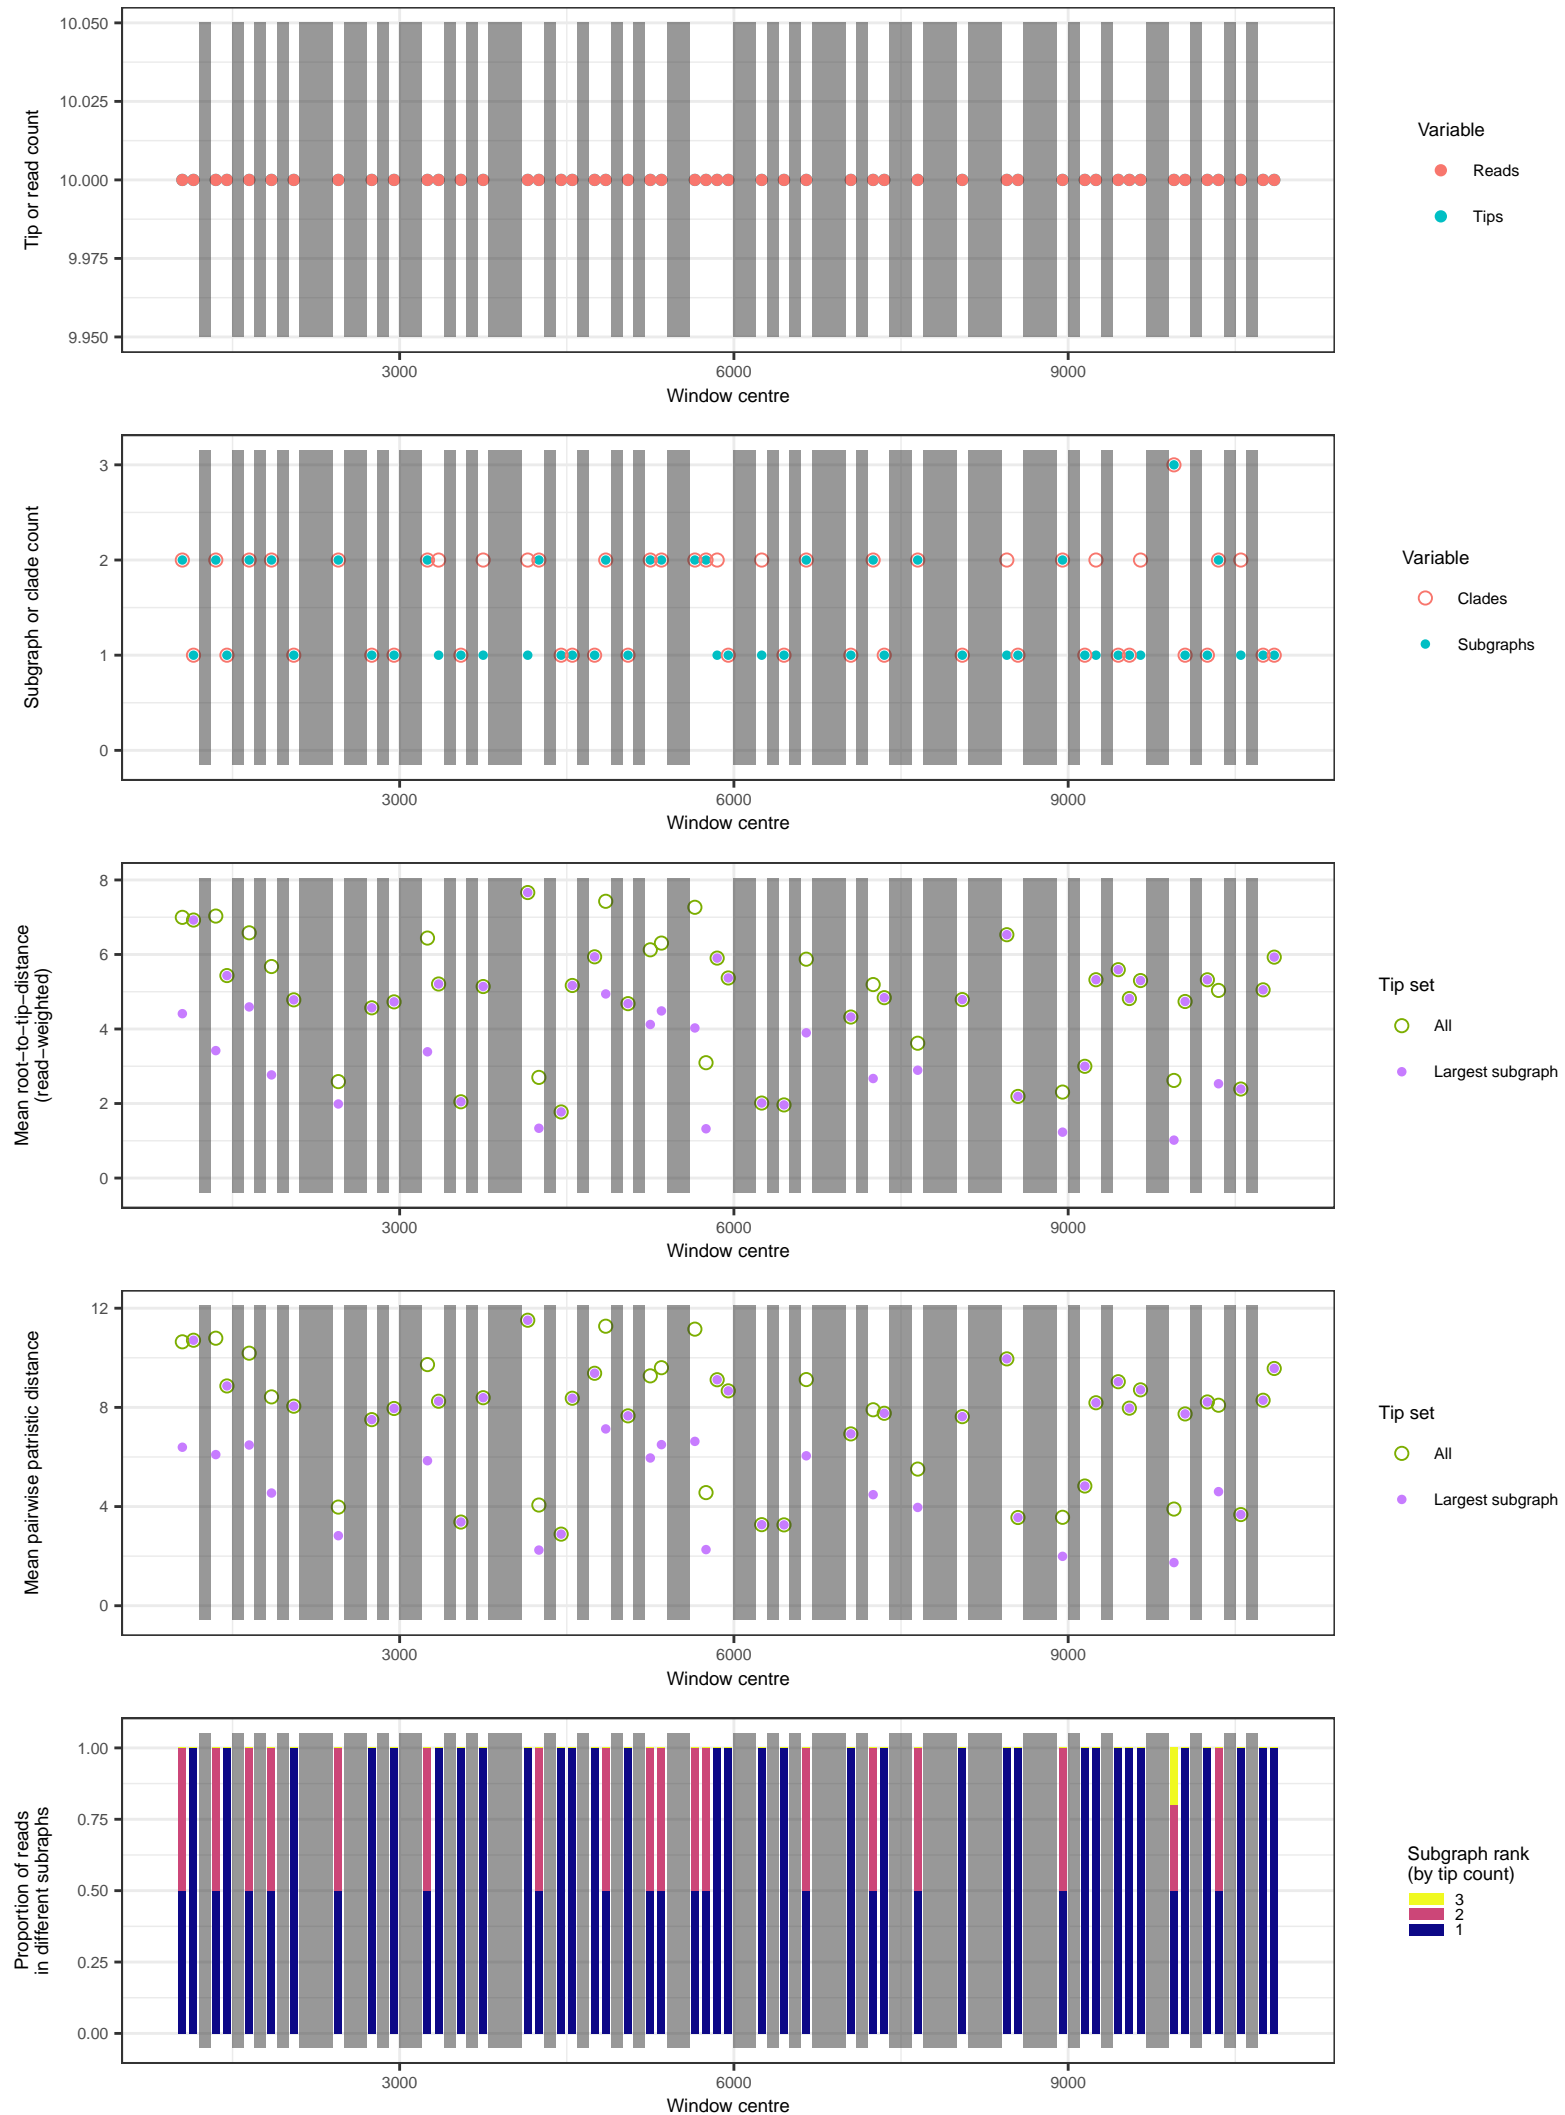 Tip or read count
10.050
10.025
10.000
9.975
9.950
3000
6000
9000
Window centre
Variable
Reads
Tips
Subgraph or clade count
3
2
1
0
3000
6000
9000
Window centre
Variable
Clades
Subgraphs
Mean root−to−tip−distance
(read−weighted)
8
6
4
2
0
3000
6000
9000
Window centre
Tip set
All
Largest subgraph
Mean pairwise patristic distance
12
8
4
0
3000
6000
9000
Window centre
Tip set
All
Largest subgraph
Proportion of reads
in different subraphs
1.00
0.75
0.50
0.25
0.00
3000
6000
9000
Window centre
Subgraph rank
(by tip count)
3
2
1